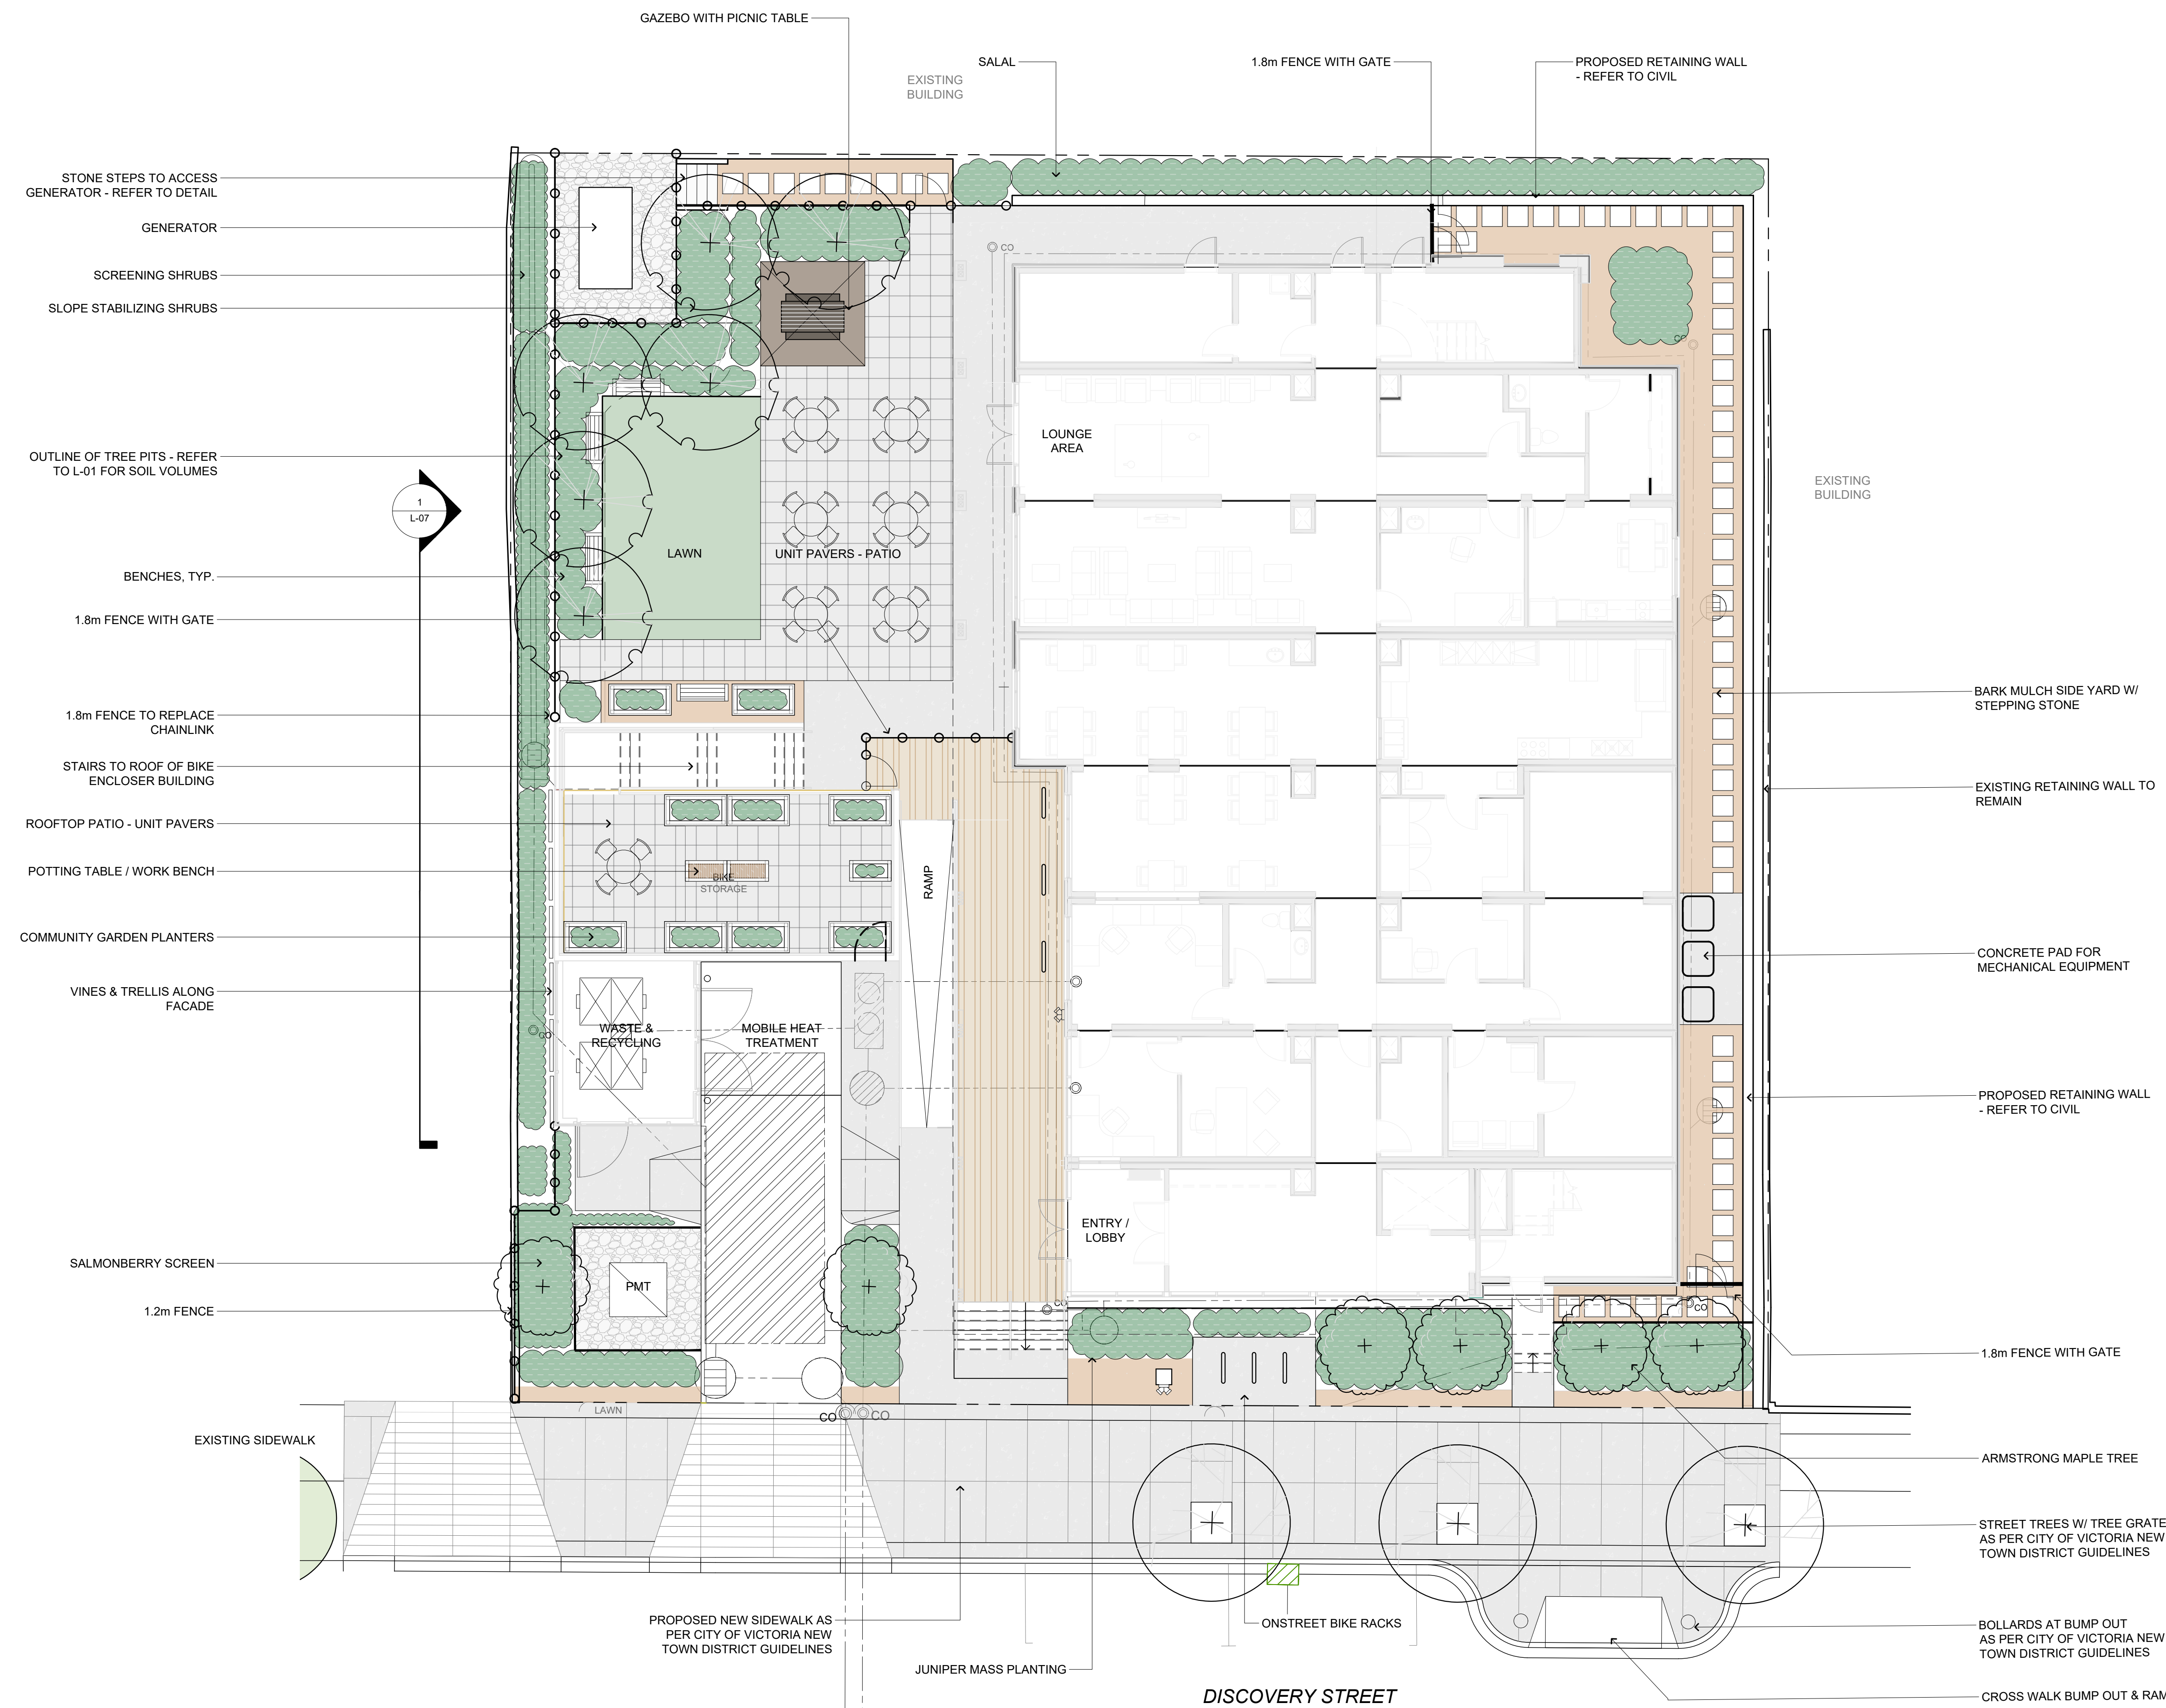 GAZEBO WITH PICNIC TABLE
SALAL
1.8m FENCE WITH GATE
PROPOSED RETAINING WALL
- REFER TO CIVIL
EXISTING
BUILDING
STONE STEPS TO ACCESS
GENERATOR - REFER TO DETAIL
GENERATOR
SCREENING SHRUBS
SLOPE STABILIZING SHRUBS
OUTLINE OF TREE PITS - REFER
TO L-01 FOR SOIL VOLUMES
1
L-07
BENCHES, TYP.
1.8m FENCE WITH GATE
1.8m FENCE TO REPLACE
CHAINLINK
STAIRS TO ROOF OF BIKE
ENCLOSER BUILDING
ROOFTOP PATIO - UNIT PAVERS
POTTING TABLE / WORK BENCH
COMMUNITY GARDEN PLANTERS
VINES & TRELLIS ALONG
FACADE
SALMONBERRY SCREEN
1.2m FENCE
EXISTING SIDEWALK
CO
LOUNGE
AREA
LAWN
UNIT PAVERS - PATIO
BIKE
STORAGE
RAMP
WASTE &
RECYCLING
MOBILE HEAT
TREATMENT
CO
PMT
ENTRY /
LOBBY
CO
LAWN
CO
CO
CO
CO
EXISTING
BUILDING
BARK MULCH SIDE YARD W/
STEPPING STONE
EXISTING RETAINING WALL TO
REMAIN
CONCRETE PAD FOR
MECHANICAL EQUIPMENT
PROPOSED RETAINING WALL
- REFER TO CIVIL
1.8m FENCE WITH GATE
ARMSTRONG MAPLE TREE
STREET TREES W/ TREE GRATE
AS PER CITY OF VICTORIA NEW
TOWN DISTRICT GUIDELINES
BOLLARDS AT BUMP OUT
AS PER CITY OF VICTORIA NEW
TOWN DISTRICT GUIDELINES
CROSS WALK BUMP OUT & RAM
PROPOSED NEW SIDEWALK AS
PER CITY OF VICTORIA NEW
TOWN DISTRICT GUIDELINES
ONSTREET BIKE RACKS
JUNIPER MASS PLANTING
DISCOVERY STREET